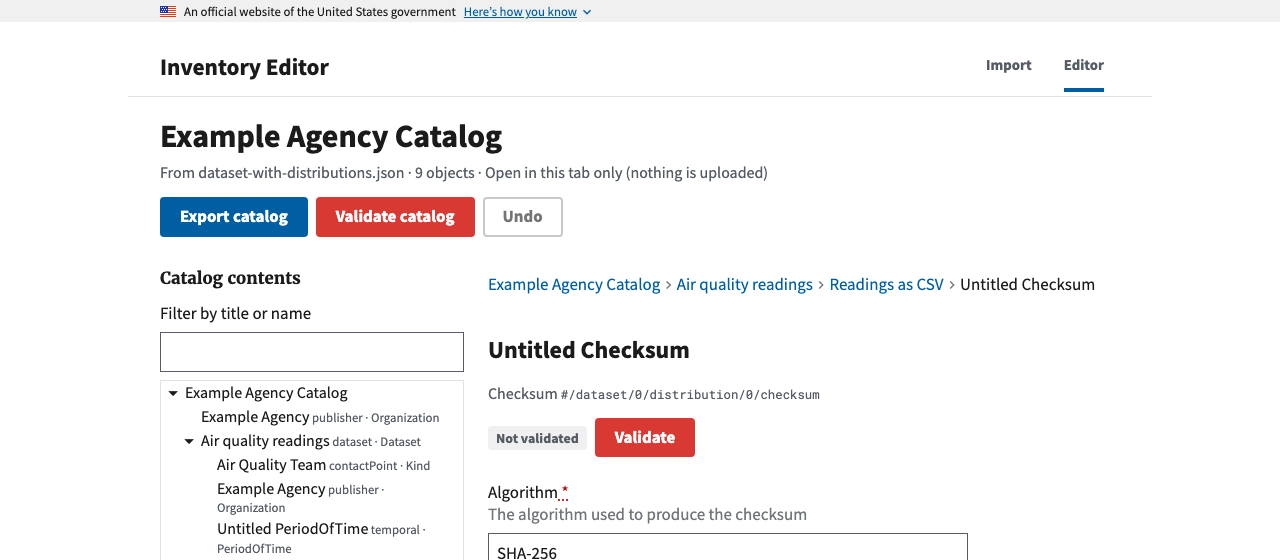 An official website of the United States government Here's how you know
Inventory Editor
Import
Editor
Example Agency Catalog
From dataset-with-distributions.json · 9 objects · Open in this tab only (nothing is uploaded)
Export catalog
Validate catalog
Undo
Catalog contents
Filter by title or name
Example Agency Catalog
Example Agency publisher · Organization
Air quality readings dataset · Dataset
Air Quality Team contactPoint · Kind
Example Agency publisher ·
Organization
Untitled PeriodOfTime temporal ·
PeriodOfTime
Example Agency Catalog > Air quality readings > Readings as CSV > Untitled Checksum
Untitled Checksum
Checksum #/dataset/0/distribution/0/checksum
Not validated
Validate
Algorithm *
The algorithm used to produce the checksum
SHA-256